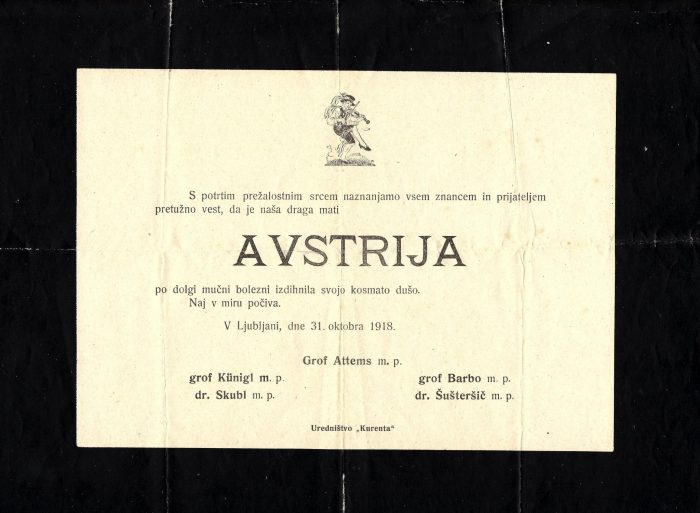 S potrtim prežalostnim srcem naznanjamo vsem znancem in prijateljem
pretužno vest, da je naša draga mati
AVSTRIJA
po dolgi mučni bolezni izdihnila svojo kosmato dušo.
Naj v miru počiva.
V Ljubljani, dne 31. oktobra 1918.
Grof Attems m. p.
grof Künigl m. p. grof Barbo m. p.
dr. Skubl m. p. dr. Šušteršič m. p.
Uredništvo „Kurenta“